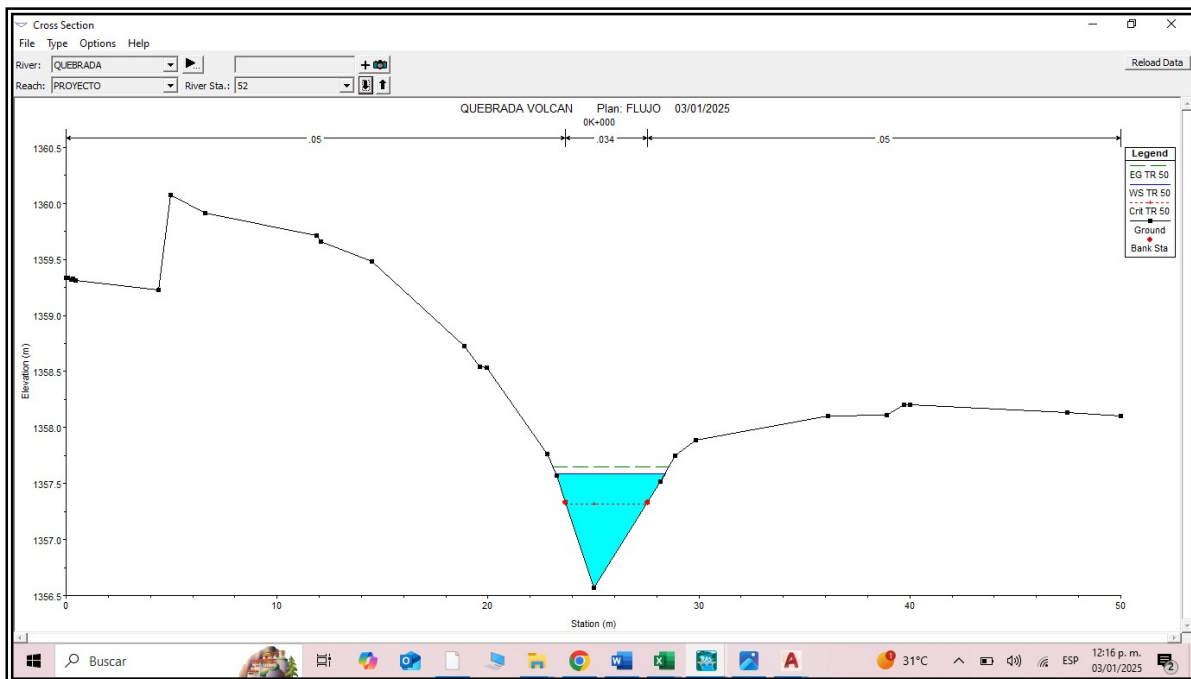 Cross Section
File Type Options Help
River: QUEBRADA
Reload Data
Reach: PROYECTO River Sta.: 52
QUEBRADA VOLCAN Plan: FLUJO 03/01/2025
0K+000
.05 .034 .05
Legend
EG TR 50
WS TR 50
Crit TR 50
Ground
Bank Sta
Elevation (m)
1360.5
1360.0
1359.5
1359.0
1358.5
1358.0
1357.5
1357.0
1356.5
0 10 20 30 40 50
Station (m)
Buscar
1
31°C
ESP
12:16 p. m.
03/01/2025
2